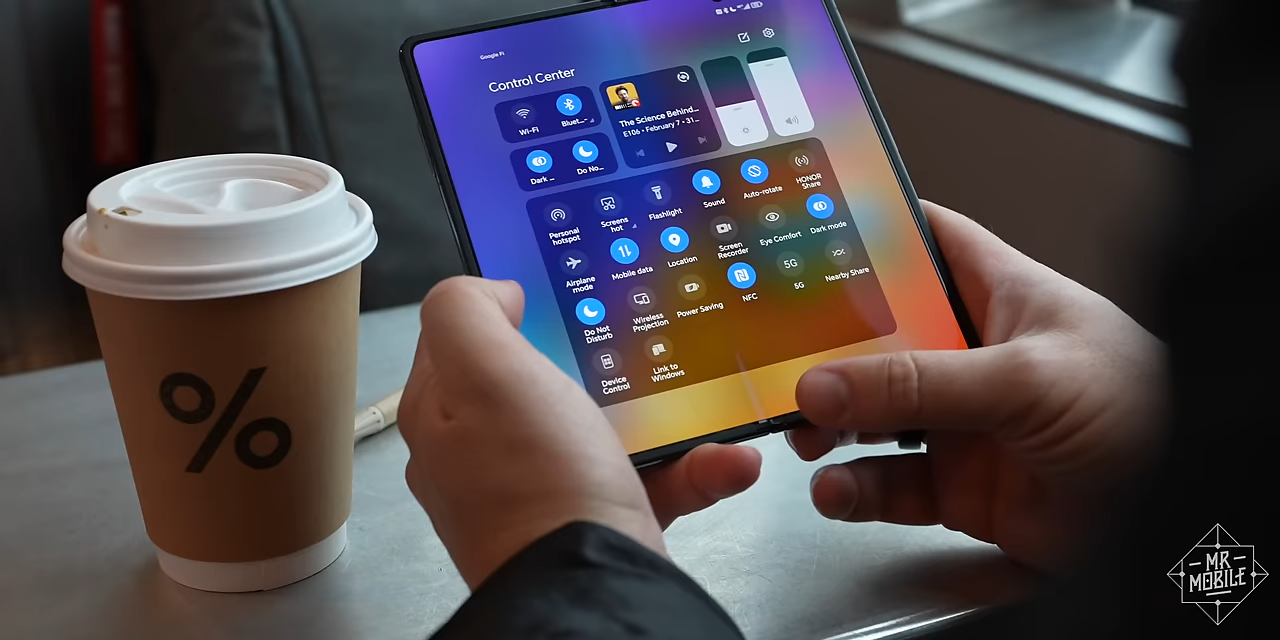 Google Fi
Control Center
Wi-Fi
Bluet...
Dark ...
Do No...
The Science Behind...
E106 • February 7 • 31...
Personal
hotspot
Screens
hot
Flashlight
Sound
Auto-rotate
HONOR
Share
Airplane
mode
Mobile data
Location
Screen
Recorder
Eye Comfort
Dark mode
Do Not
Disturb
Wireless
Projection
Power Saving
NFC
5G
5G
Nearby Share
Device
Control
Link to
Windows
%
MR
MOBILE